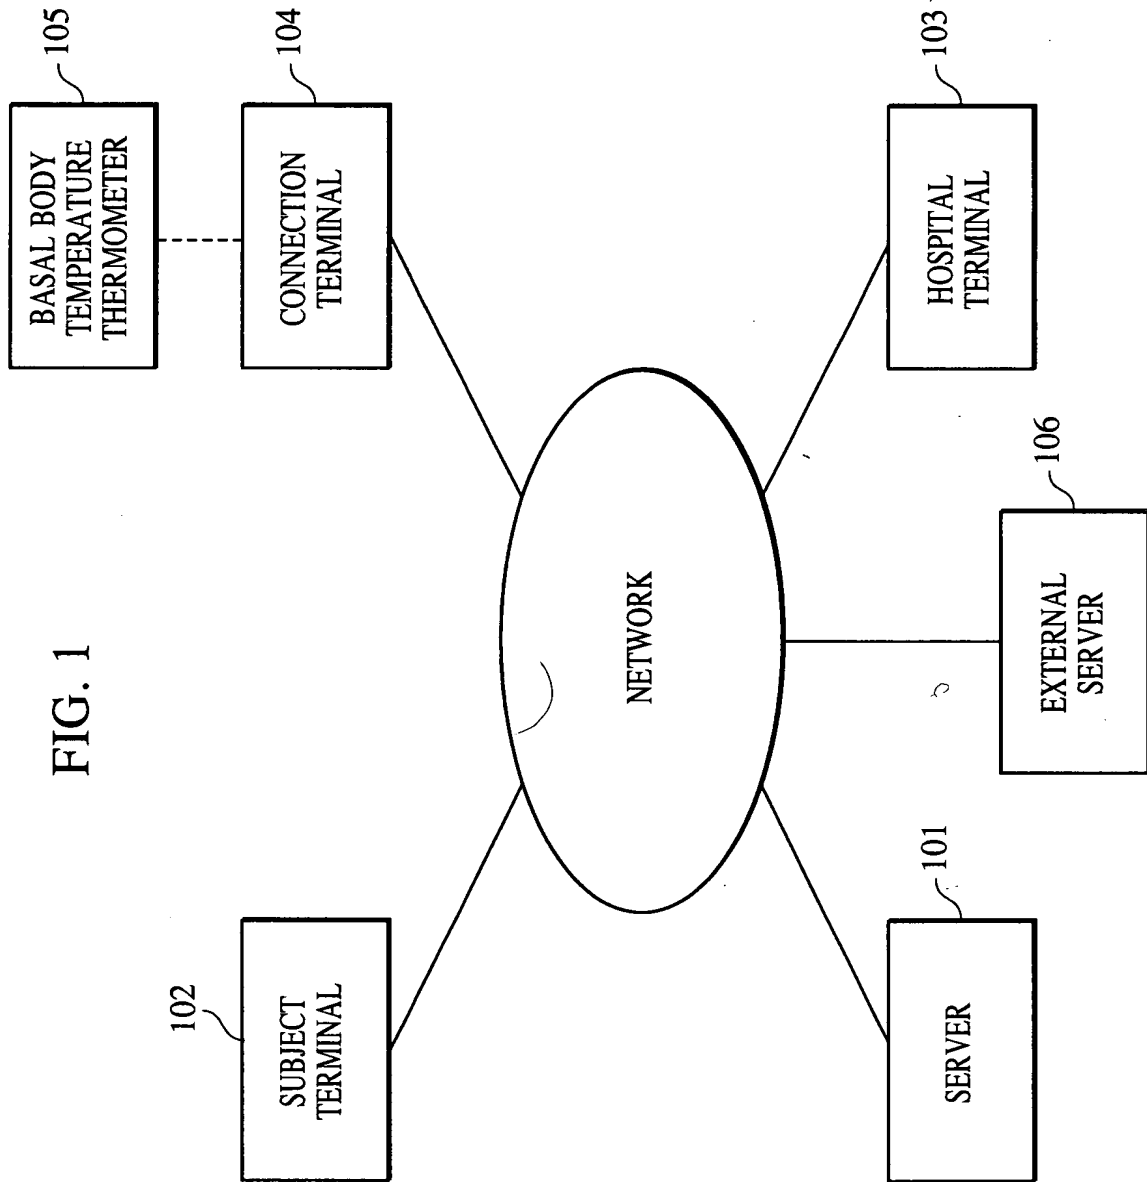 FIG. 1
102
SUBJECT
TERMINAL
BASAL BODY
TEMPERATURE
THERMOMETER
105
CONNECTION
TERMINAL
104
NETWORK
SERVER
101
EXTERNAL
SERVER
106
HOSPITAL
TERMINAL
103